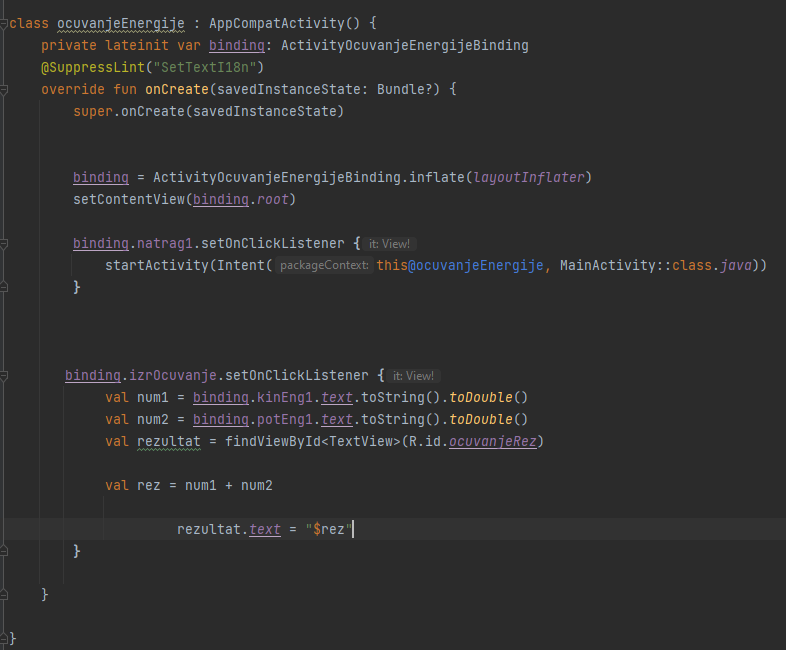 class ocuvanjeEnergije : AppCompatActivity() {
private lateinit var binding: ActivityOcuvanjeEnergijeBinding
@SuppressLint("SetTextI18n")
override fun onCreate(savedInstanceState: Bundle?) {
super.onCreate(savedInstanceState)
binding = ActivityOcuvanjeEnergijeBinding.inflate(layoutInflater)
setContentView(binding.root)
binding.natrag1.setOnClickListener { it: View!
startActivity(Intent( packageContext: this@ocuvanjeEnergije, MainActivity::class.java))
}
binding.izrOcuvanje.setOnClickListener { it: View!
val num1 = binding.kinEng1.text.toString().toDouble()
val num2 = binding.potEng1.text.toString().toDouble()
val rezultat = findViewById<TextView>(R.id.ocuvanjeRez)
val rez = num1 + num2
rezultat.text = "$rez"
}
}
}